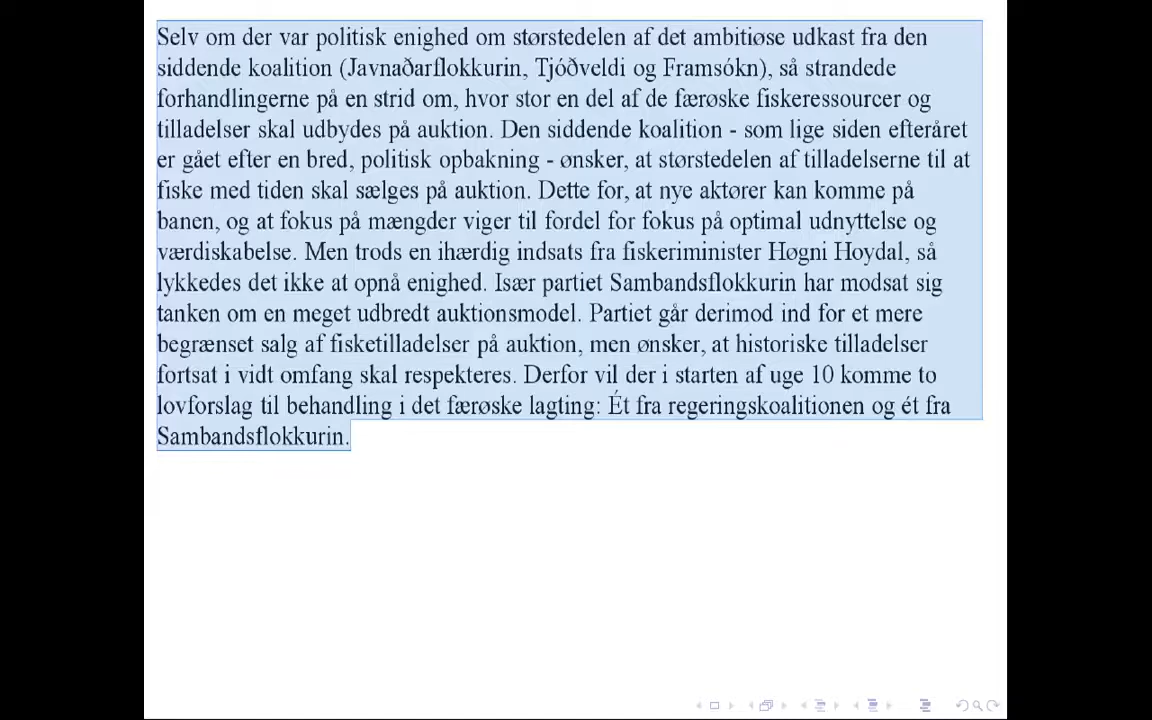 Selv om der var politisk enighed om størstedelen af det ambitiøse udkast fra den
siddende koalition (Javnaðarflokkurin, Tjóðveldi og Framsókn), så strandede
forhandlingerne på en strid om, hvor stor en del af de færøske fiskeressourcer og
tilladelser skal udbydes på auktion. Den siddende koalition - som lige siden efteråret
er gået efter en bred, politisk opbakning - ønsker, at størstedelen af tilladelserne til at
fiske med tiden skal sælges på auktion. Dette for, at nye aktører kan komme på
banen, og at fokus på mængder viger til fordel for fokus på optimal udnyttelse og
værdiskabelse. Men trods en ihærdig indsats fra fiskeriminister Høgni Hoydal, så
lykkedes det ikke at opnå enighed. Især partiet Sambandsflokkurin har modsat sig
tanken om en meget udbredt auktionsmodel. Partiet går derimod ind for et mere
begrænset salg af fisketilladelser på auktion, men ønsker, at historiske tilladelser
fortsat i vidt omfang skal respekteres. Derfor vil der i starten af uge 10 komme to
lovforslag til behandling i det færøske lagting: Ét fra regeringskoalitionen og ét fra
Sambandsflokkurin.